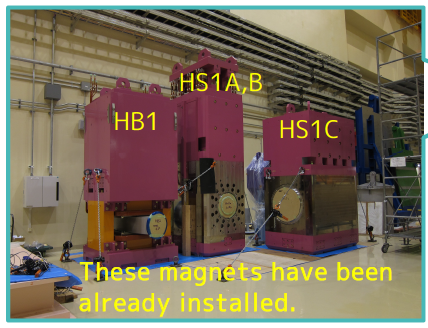 HS1A,B
HB1
HS1C
These magnets have been
already installed.